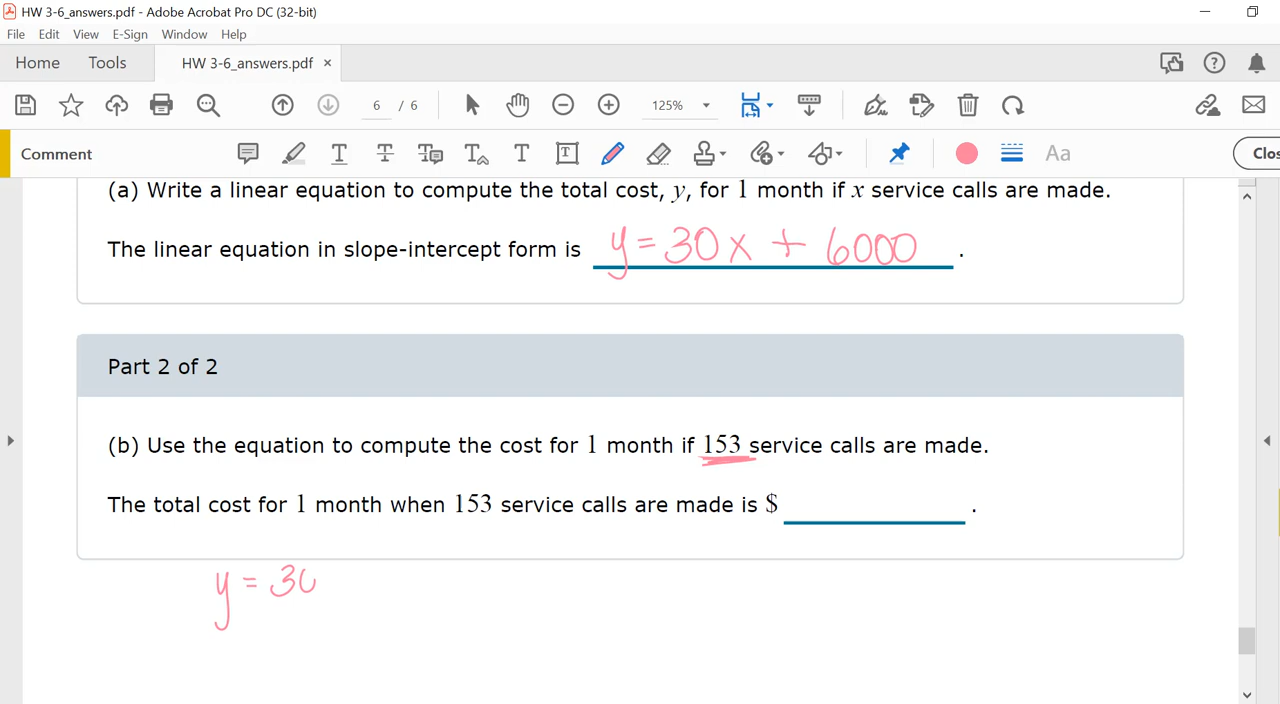 HW 3-6_answers.pdf - Adobe Acrobat Pro DC (32-bit)
File Edit View E-Sign Window Help
Home Tools HW 3-6_answers.pdf ×
6 / 6 125%
Comment T T T T T T Aa Clos
(a) Write a linear equation to compute the total cost, y, for 1 month if x service calls are made.
The linear equation in slope-intercept form is y = 30x + 6000 .
Part 2 of 2
(b) Use the equation to compute the cost for 1 month if 153 service calls are made.
The total cost for 1 month when 153 service calls are made is $ .
y = 30